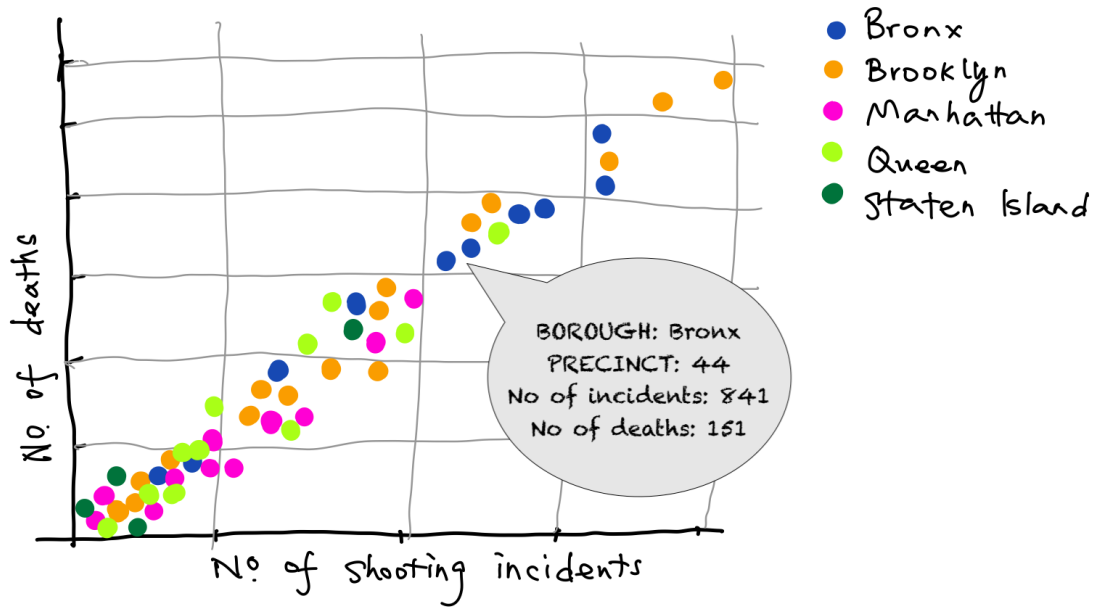 Bronx
Brooklyn
Manhattan
Queen
Staten Island
No. of deaths
BOROUGH: Bronx
PRECINCT: 44
No of incidents: 841
No of deaths: 151
No. of shooting incidents